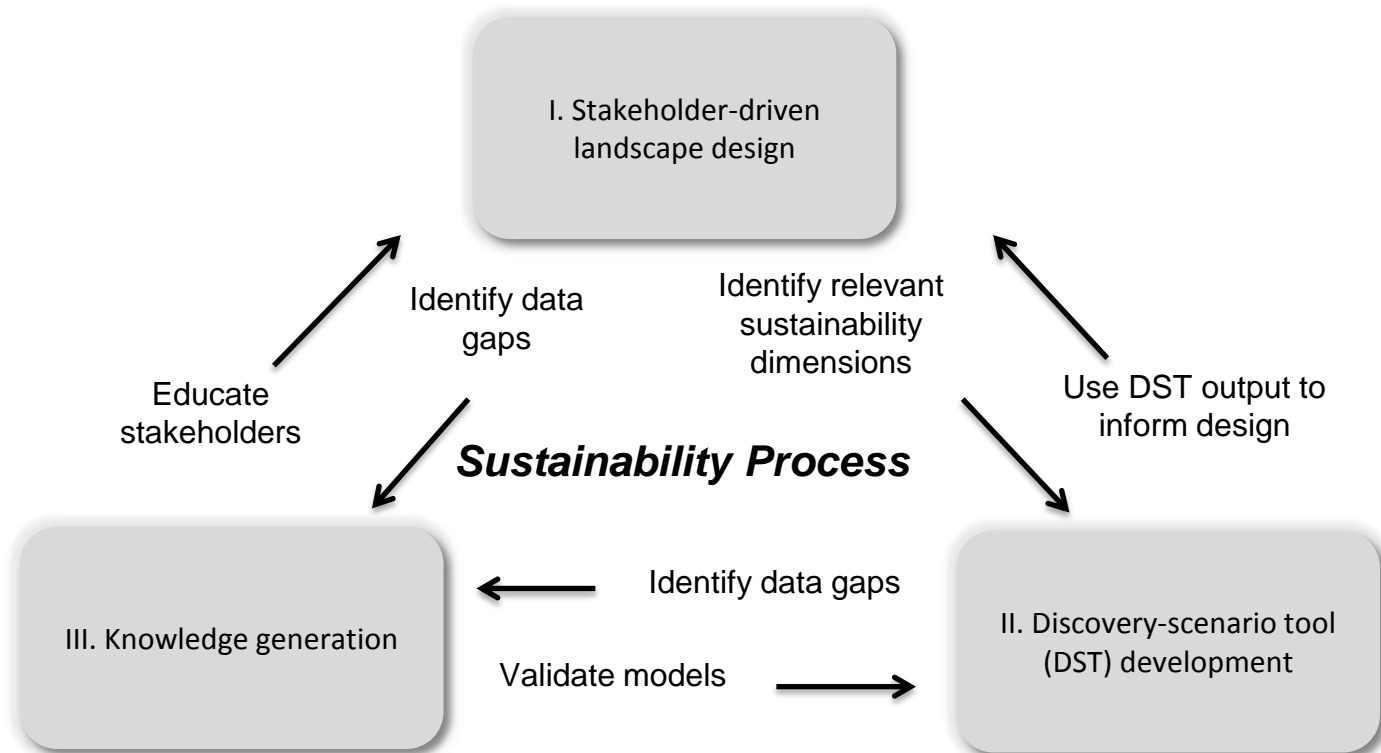 I. Stakeholder-driven
landscape design
Identify data
gaps
Identify relevant
sustainability
dimensions
Educate
stakeholders
Use DST output to
inform design
Sustainability Process
III. Knowledge generation
Identify data gaps
Validate models
II. Discovery-scenario tool
(DST) development